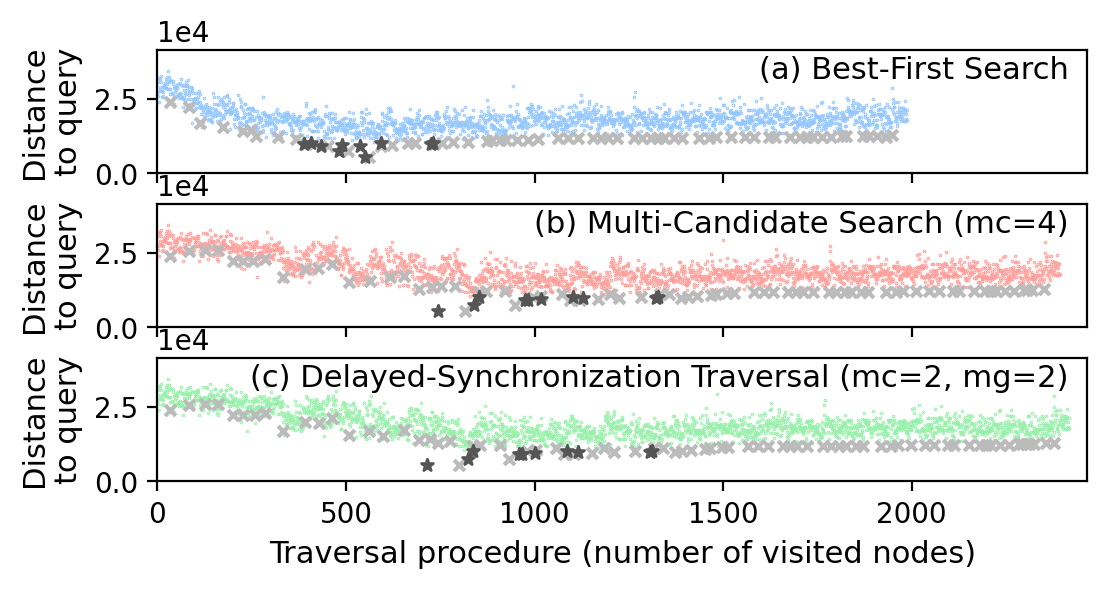 1e4
(a) Best-First Search
Distance
to query
2.5
0.0
1e4
(b) Multi-Candidate Search (mc=4)
Distance
to query
2.5
0.0
1e4
(c) Delayed-Synchronization Traversal (mc=2, mg=2)
Distance
to query
2.5
0.0
0 500 1000 1500 2000
Traversal procedure (number of visited nodes)